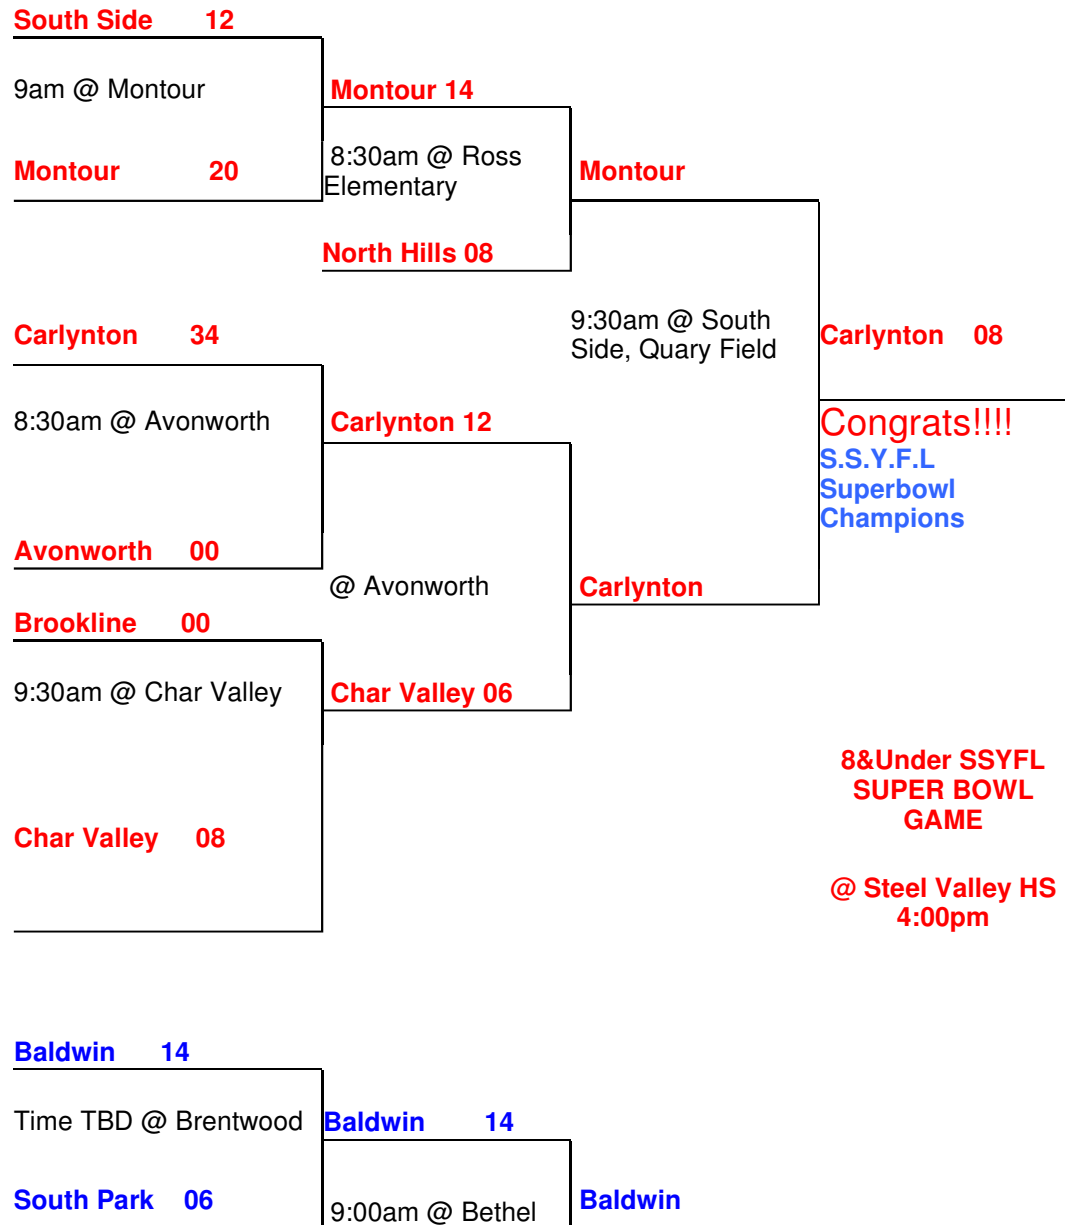 South Side 12
9am @ Montour
Montour 14
Montour 20
8:30am @ Ross
Elementary
Montour
North Hills 08
Carlynton 34
9:30am @ South
Side, Quary Field
Carlynton 08
8:30am @ Avonworth
Carlynton 12
Congrats!!!!
S.S.Y.F.L
Superbowl
Champions
Avonworth 00
@ Avonworth
Carlynton
Brookline 00
9:30am @ Char Valley
Char Valley 06
8&Under SSYFL
SUPER BOWL
GAME
Char Valley 08
@ Steel Valley HS
4:00pm
Baldwin 14
Time TBD @ Brentwood
Baldwin 14
South Park 06
9:00am @ Bethel
Baldwin